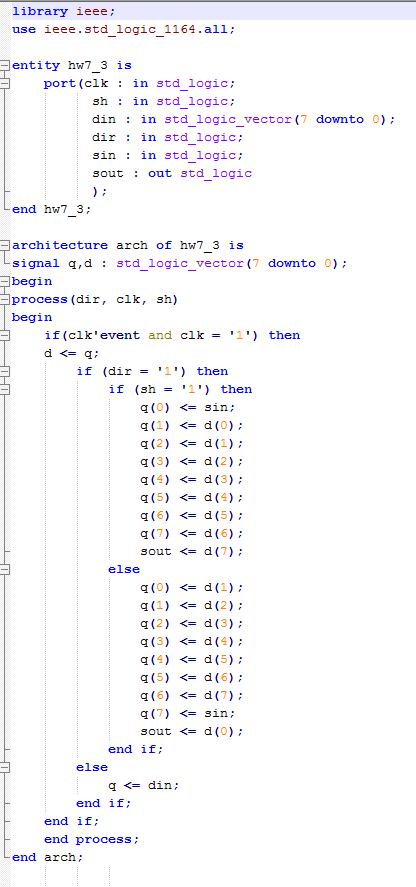 library ieee;
use ieee.std_logic_1164.all;

entity hw7_3 is
    port(clk : in std_logic;
          sh : in std_logic;
          din : in std_logic_vector(7 downto 0);
          dir : in std_logic;
          sin : in std_logic;
          sout : out std_logic
          );
end hw7_3;

architecture arch of hw7_3 is
signal q,d : std_logic_vector(7 downto 0);
begin
process(dir, clk, sh)
begin
    if(clk'event and clk = '1') then
    d <= q;
        if (dir = '1') then
            if (sh = '1') then
                q(0) <= sin;
                q(1) <= d(0);
                q(2) <= d(1);
                q(3) <= d(2);
                q(4) <= d(3);
                q(5) <= d(4);
                q(6) <= d(5);
                q(7) <= d(6);
                sout <= d(7);
            else
                q(0) <= d(1);
                q(1) <= d(2);
                q(2) <= d(3);
                q(3) <= d(4);
                q(4) <= d(5);
                q(5) <= d(6);
                q(6) <= d(7);
                q(7) <= sin;
                sout <= d(0);
            end if;
        else
            q <= din;
        end if;
    end if;
    end process;
end arch;